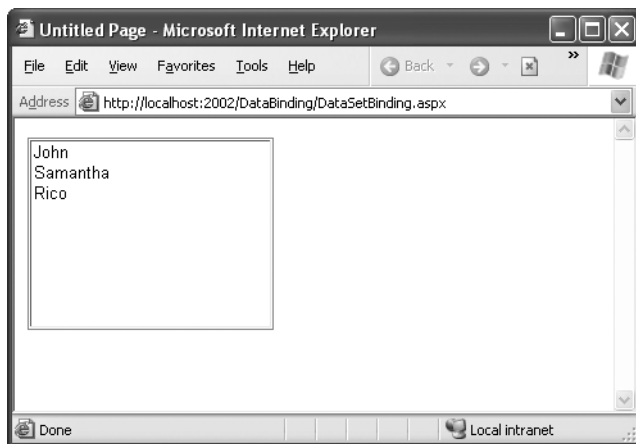 Untitled Page - Microsoft Internet Explorer
File Edit View Favorites Tools Help Back »
Address http://localhost:2002/DataBinding/DataSetBinding.aspx
John
Samantha
Rico
Done Local intranet